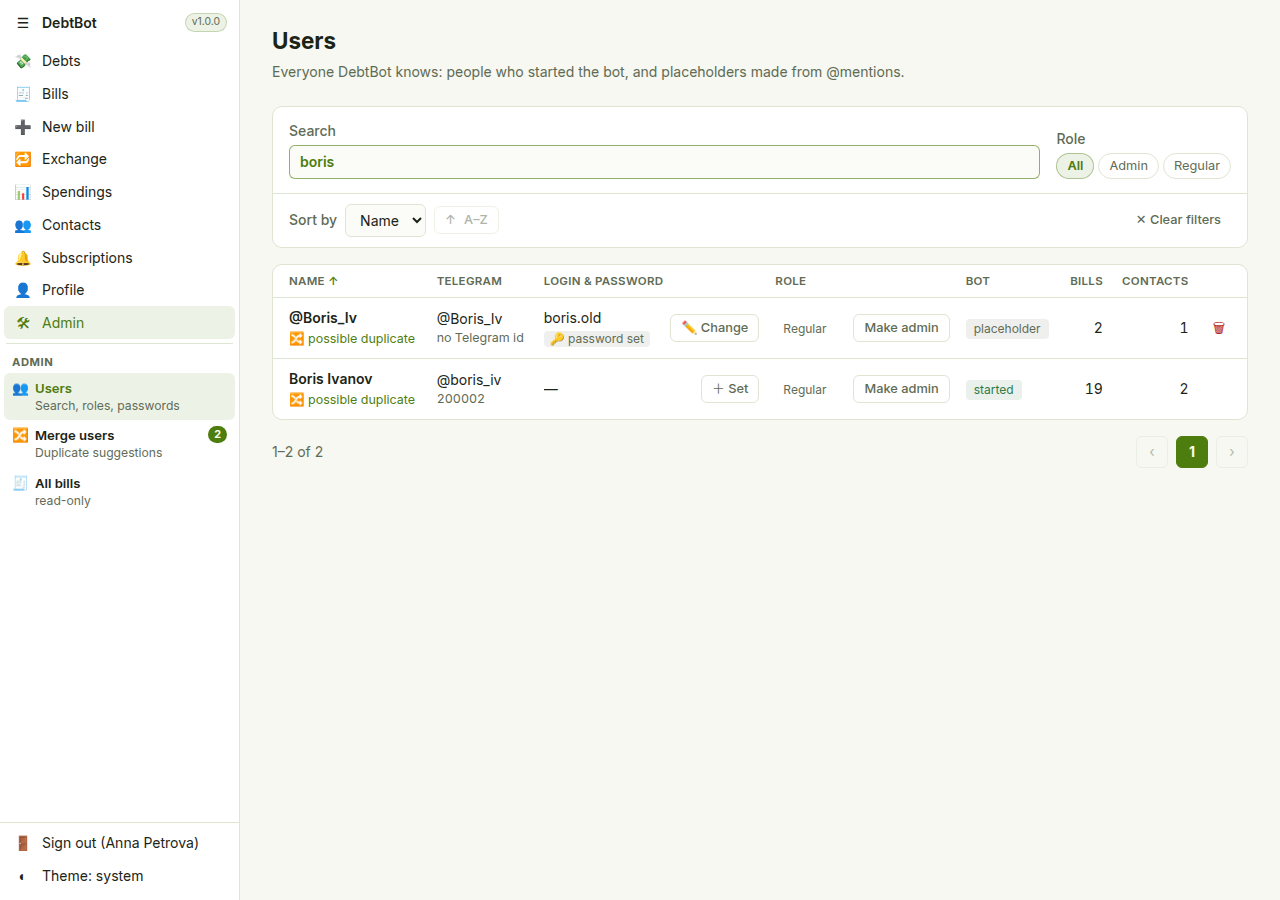 ☰ DebtBot v1.0.0
💸 Debts
🧾 Bills
➕ New bill
🔁 Exchange
📊 Spendings
👥 Contacts
🔔 Subscriptions
👤 Profile
🛠 Admin
ADMIN
👥 Users
Search, roles, passwords
🔀 Merge users 2
Duplicate suggestions
🧾 All bills
read-only
🚪 Sign out (Anna Petrova)
Theme: system
Users
Everyone DebtBot knows: people who started the bot, and placeholders made from @mentions.
Search
boris
Role
All Admin Regular
Sort by Name ↑ A–Z ✕ Clear filters
NAME ↑ TELEGRAM LOGIN & PASSWORD ROLE BOT BILLS CONTACTS
@Boris_Iv @Boris_Iv boris.old ✏️ Change Regular Make admin placeholder 2 1 🗑
🔀 possible duplicate no Telegram id 🔑 password set
Boris Ivanov @boris_iv — + Set Regular Make admin started 19 2
🔀 possible duplicate 200002
1–2 of 2 ‹ 1 ›